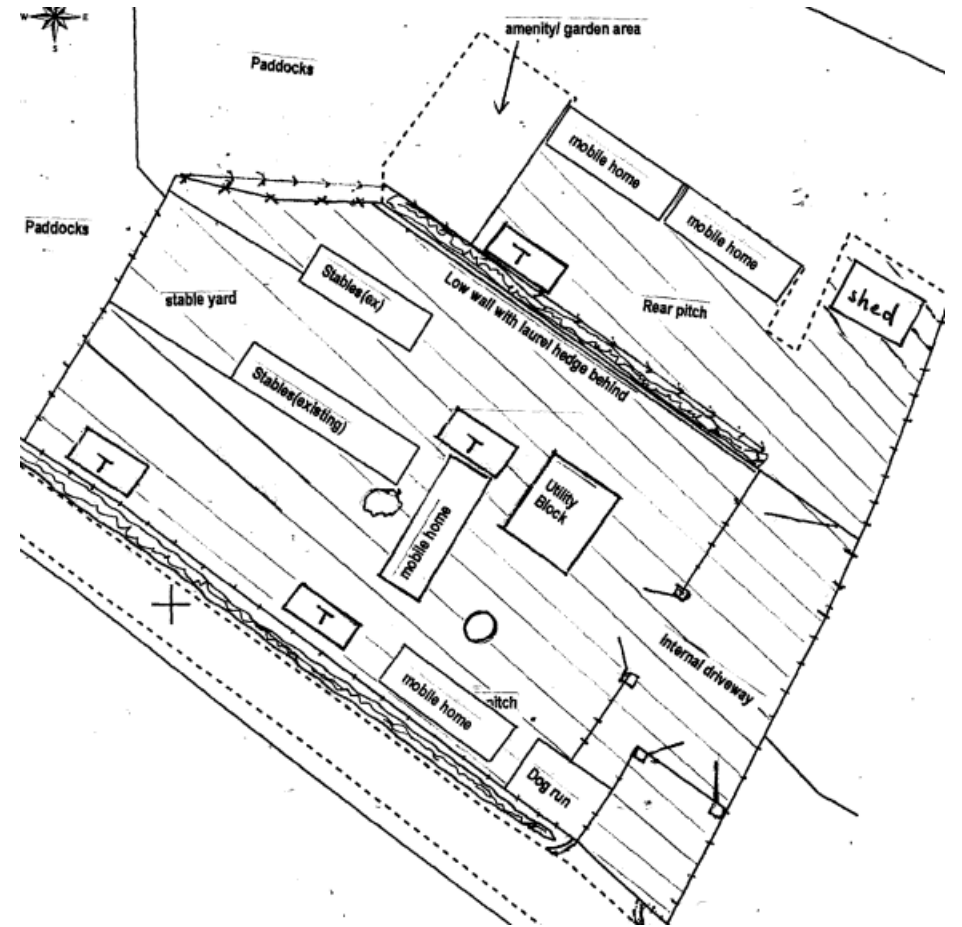 W
E
S
amenity/ garden area
Paddocks
mobile home
mobile home
Paddocks
T
Stables(ex)
Low wall with laurel hedge behind
stable yard
Rear pitch
shed
Stables(existing)
T
T
Utility
Block
mobile home
T
Internal driveway
mobile home
pitch
Dog run